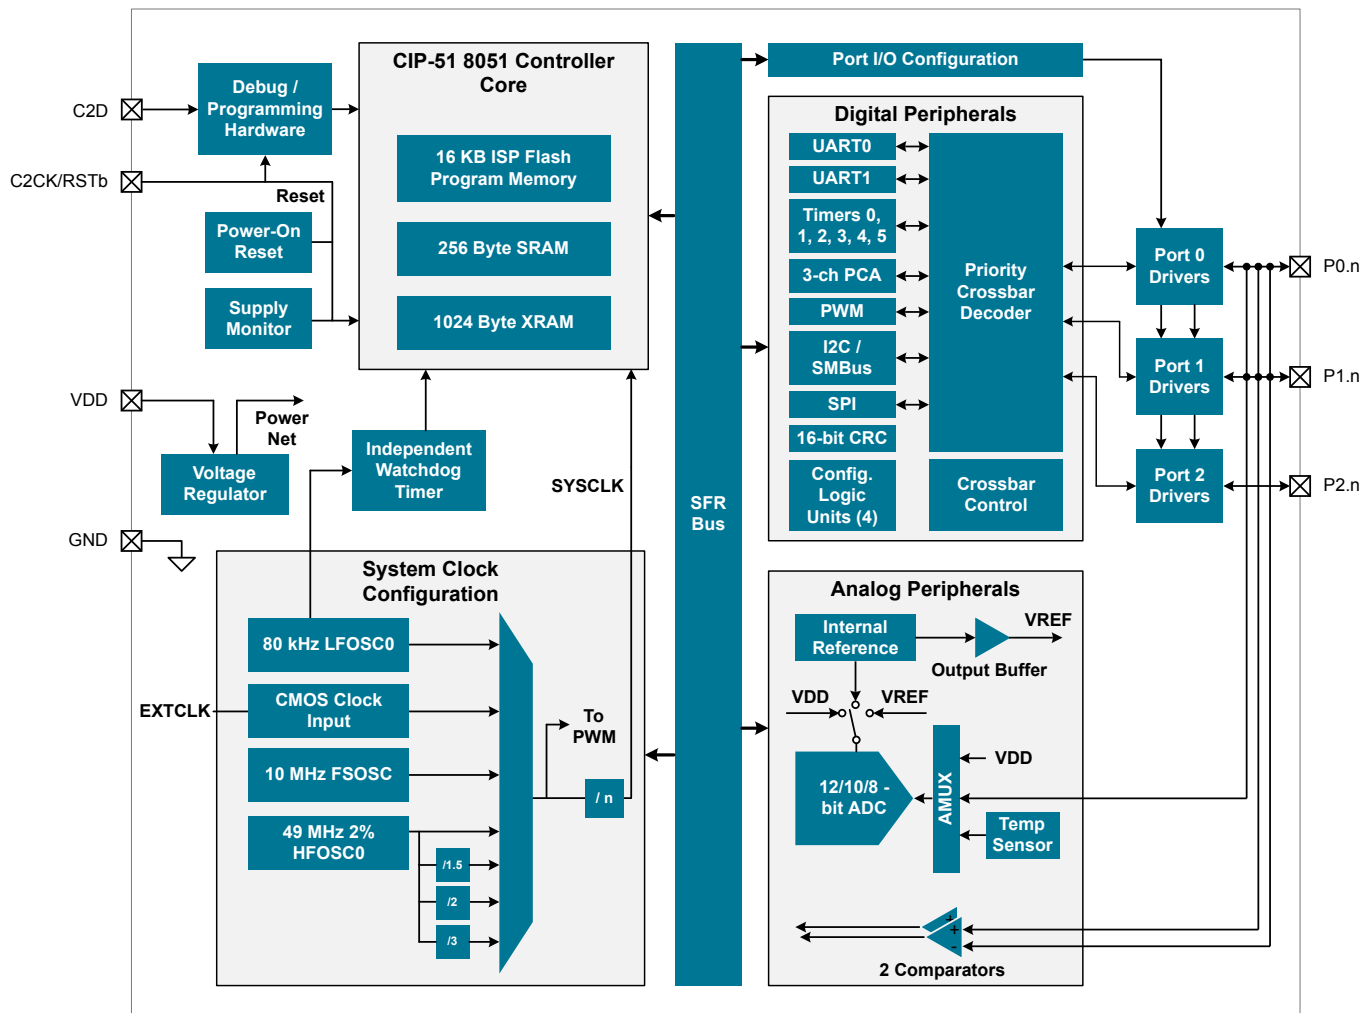 CIP-51 8051 Controller
Core
16 KB ISP Flash
Program Memory
256 Byte SRAM
1024 Byte XRAM
C2D
Debug /
Programming
Hardware
C2CK/RSTb
Reset
Power-On
Reset
Supply
Monitor
VDD
Power
Net
Voltage
Regulator
GND
Independent
Watchdog
Timer
SYSCLK
System Clock
Configuration
80 kHz LFOSC0
EXTCLK
CMOS Clock
Input
10 MHz FSOSC
49 MHz 2%
HFOSC0
/1.5
/2
/3
To
PWM
/ n
SFR
Bus
Port I/O Configuration
Digital Peripherals
UART0
UART1
Timers 0,
1, 2, 3, 4, 5
3-ch PCA
PWM
I2C /
SMBus
SPI
16-bit CRC
Config.
Logic
Units (4)
Priority
Crossbar
Decoder
Crossbar
Control
Port 0
Drivers
P0.n
Port 1
Drivers
P1.n
Port 2
Drivers
P2.n
Analog Peripherals
Internal
Reference
VREF
Output Buffer
VDD
VREF
12/10/8 -
bit ADC
AMUX
VDD
Temp
Sensor
+
+
-
2 Comparators